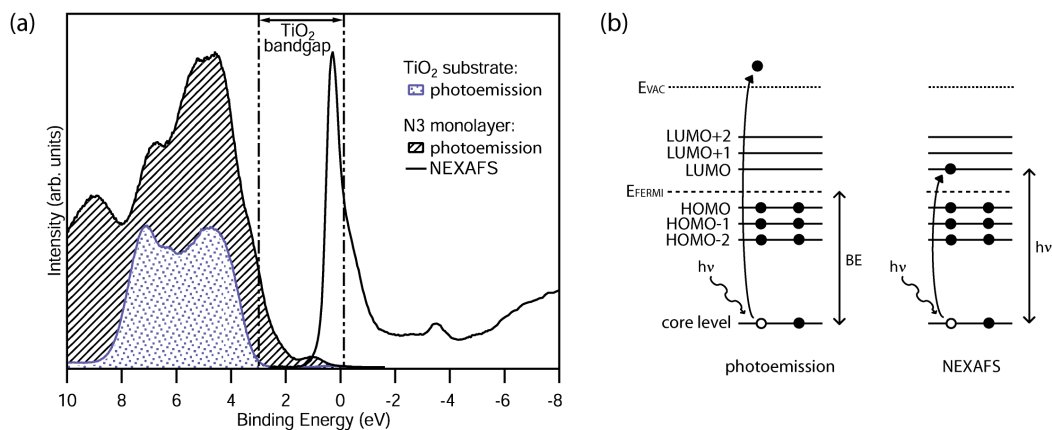 (a)
TiO2
bandgap
TiO2 substrate:
photoemission
N3 monolayer:
photoemission
NEXAFS
Intensity (arb. units)
10 8 6 4 2 0 -2 -4 -6 -8
Binding Energy (eV)
(b)
EVAC
LUMO+2
LUMO+1
LUMO
EFERMI
HOMO
HOMO-1
HOMO-2
hν
BE
core level
photoemission
hν
hν
NEXAFS